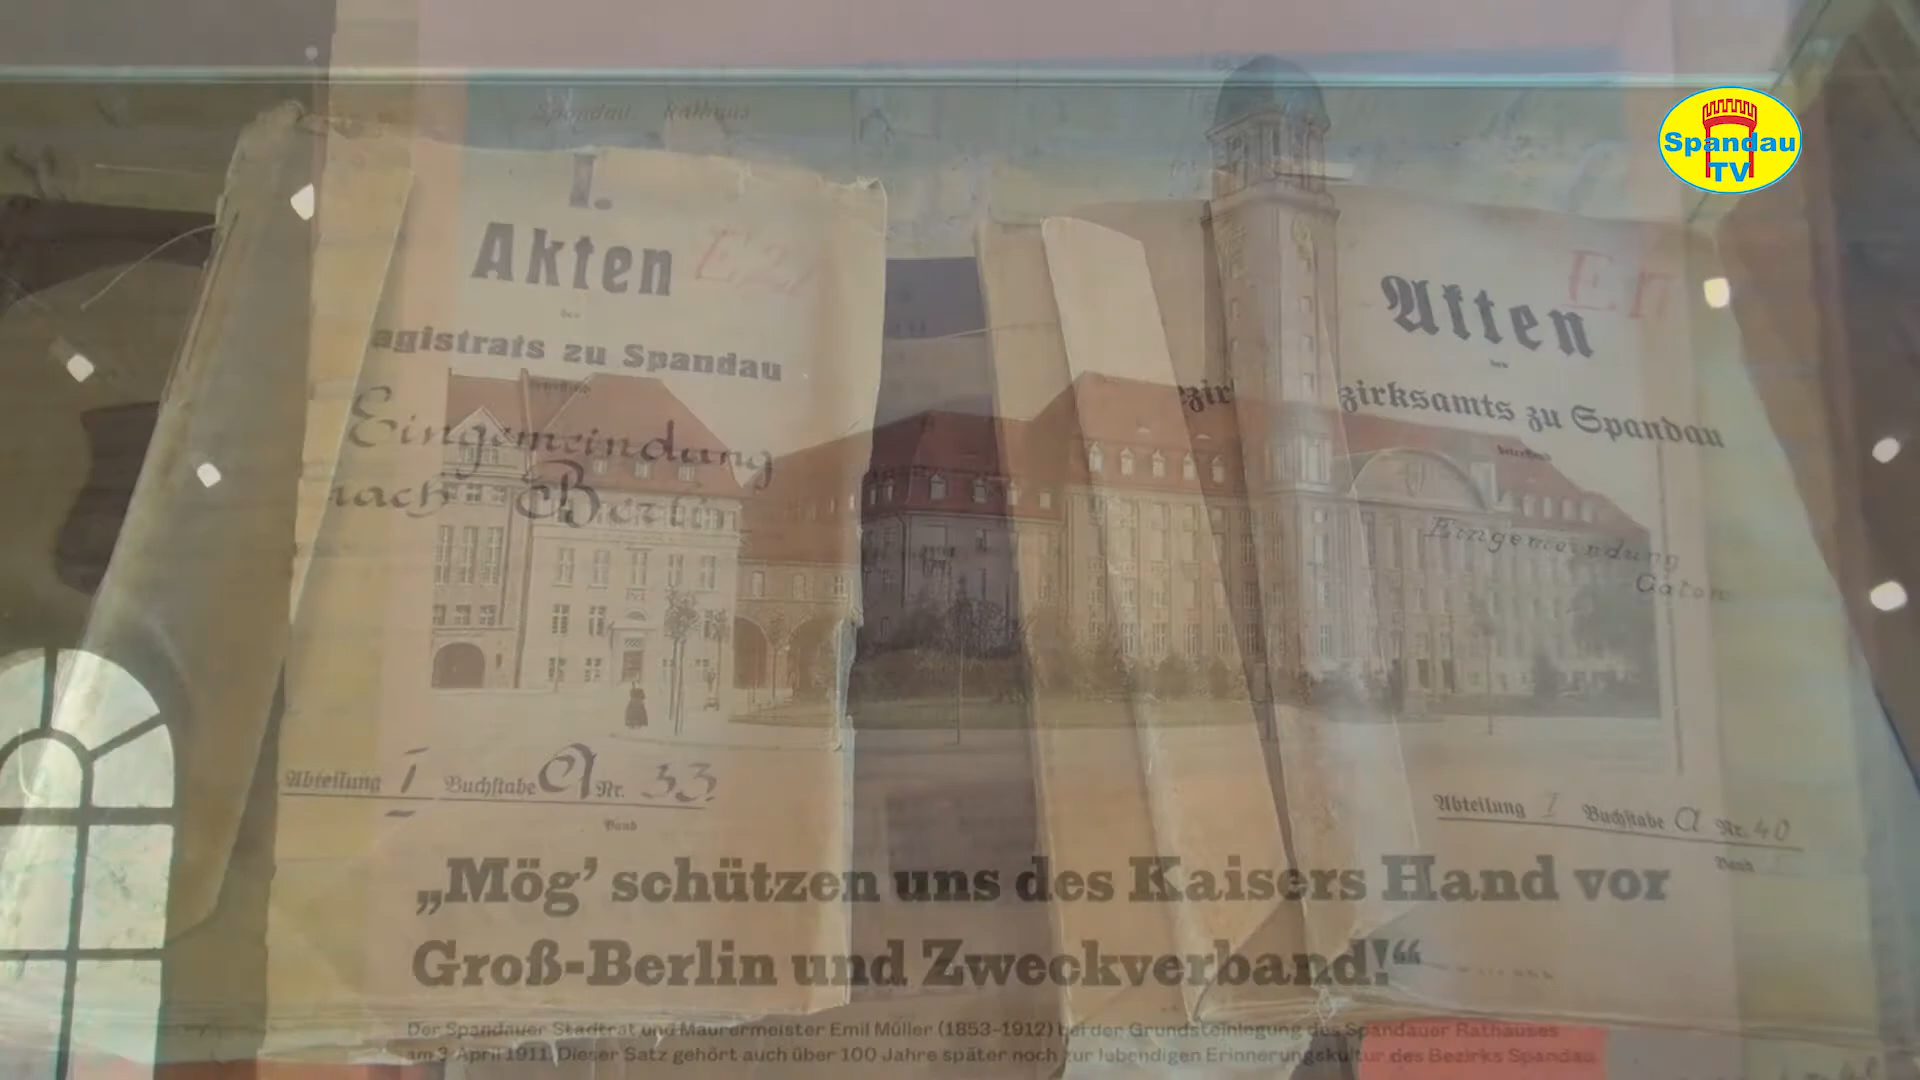 Spandau. Rathaus
Spandau
TV
I.
Akten
des
agistrats zu Spandau
betreffend
Eingemeindung
nach Berlin
Abteilung I Buchstabe A Nr. 33
Band
Akten
des
zirksamts zu Spandau
betreffend
Eingemeindung
Gatow
Abteilung I Buchstabe A Nr. 40
Band
„Mög’ schützen uns des Kaisers Hand vor
Groß-Berlin und Zweckverband!“
Der Spandauer Stadtrat und Maurermeister Emil Müller (1853-1912) bei der Grundsteinlegung des Spandauer Rathauses
am 3. April 1911. Dieser Satz gehört auch über 100 Jahre später noch zur lebendigen Erinnerungskultur des Bezirks Spandau.